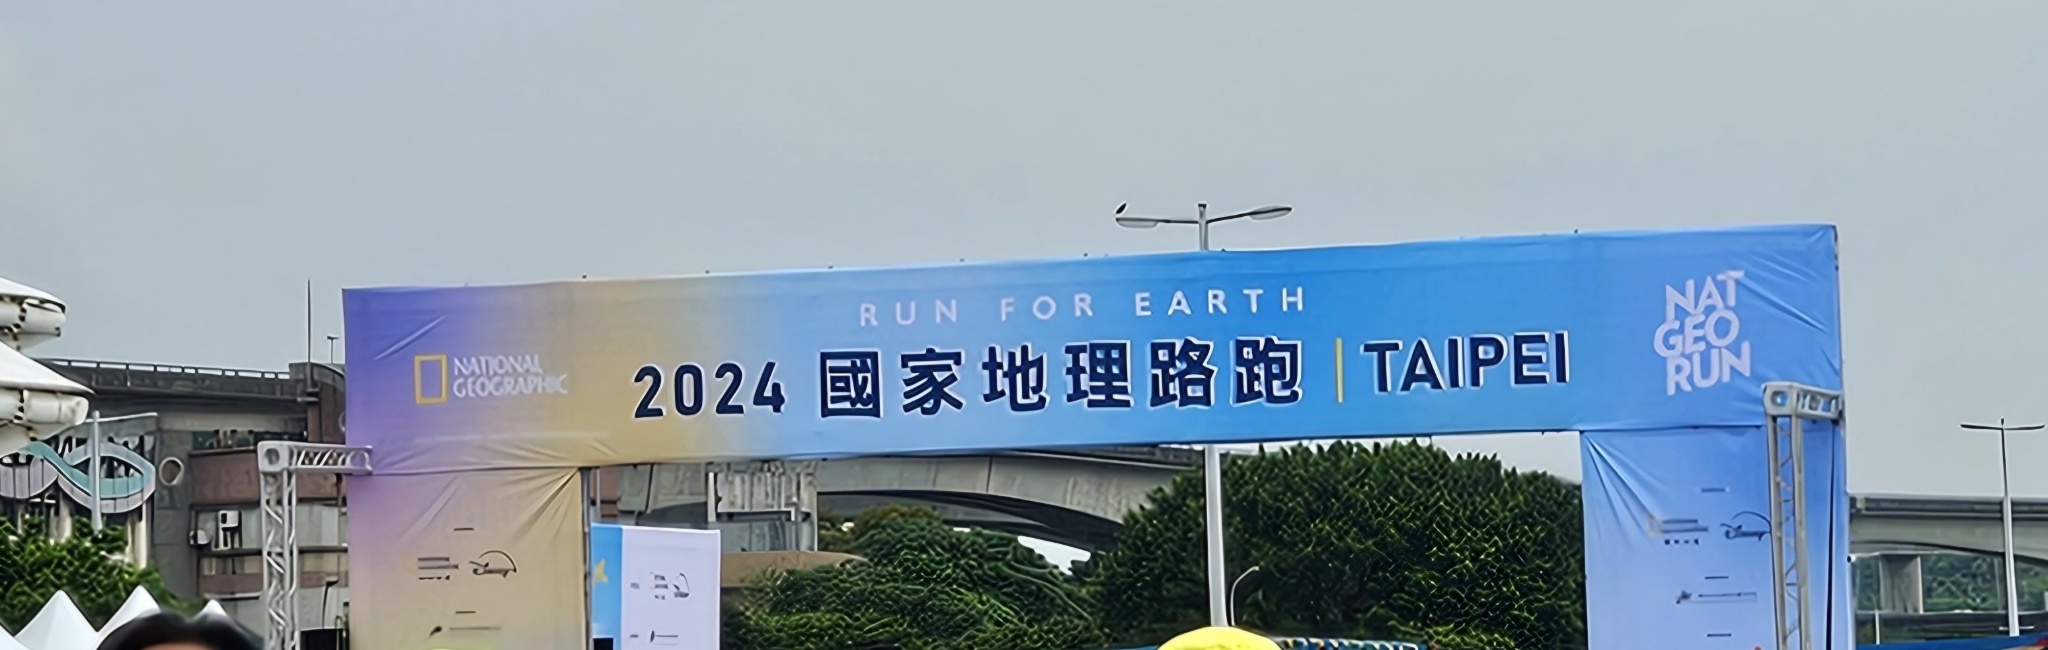 RUN FOR EARTH
NATIONAL
GEOGRAPHIC
2024 國家地理路跑 | TAIPEI
NAT
GEO
RUN